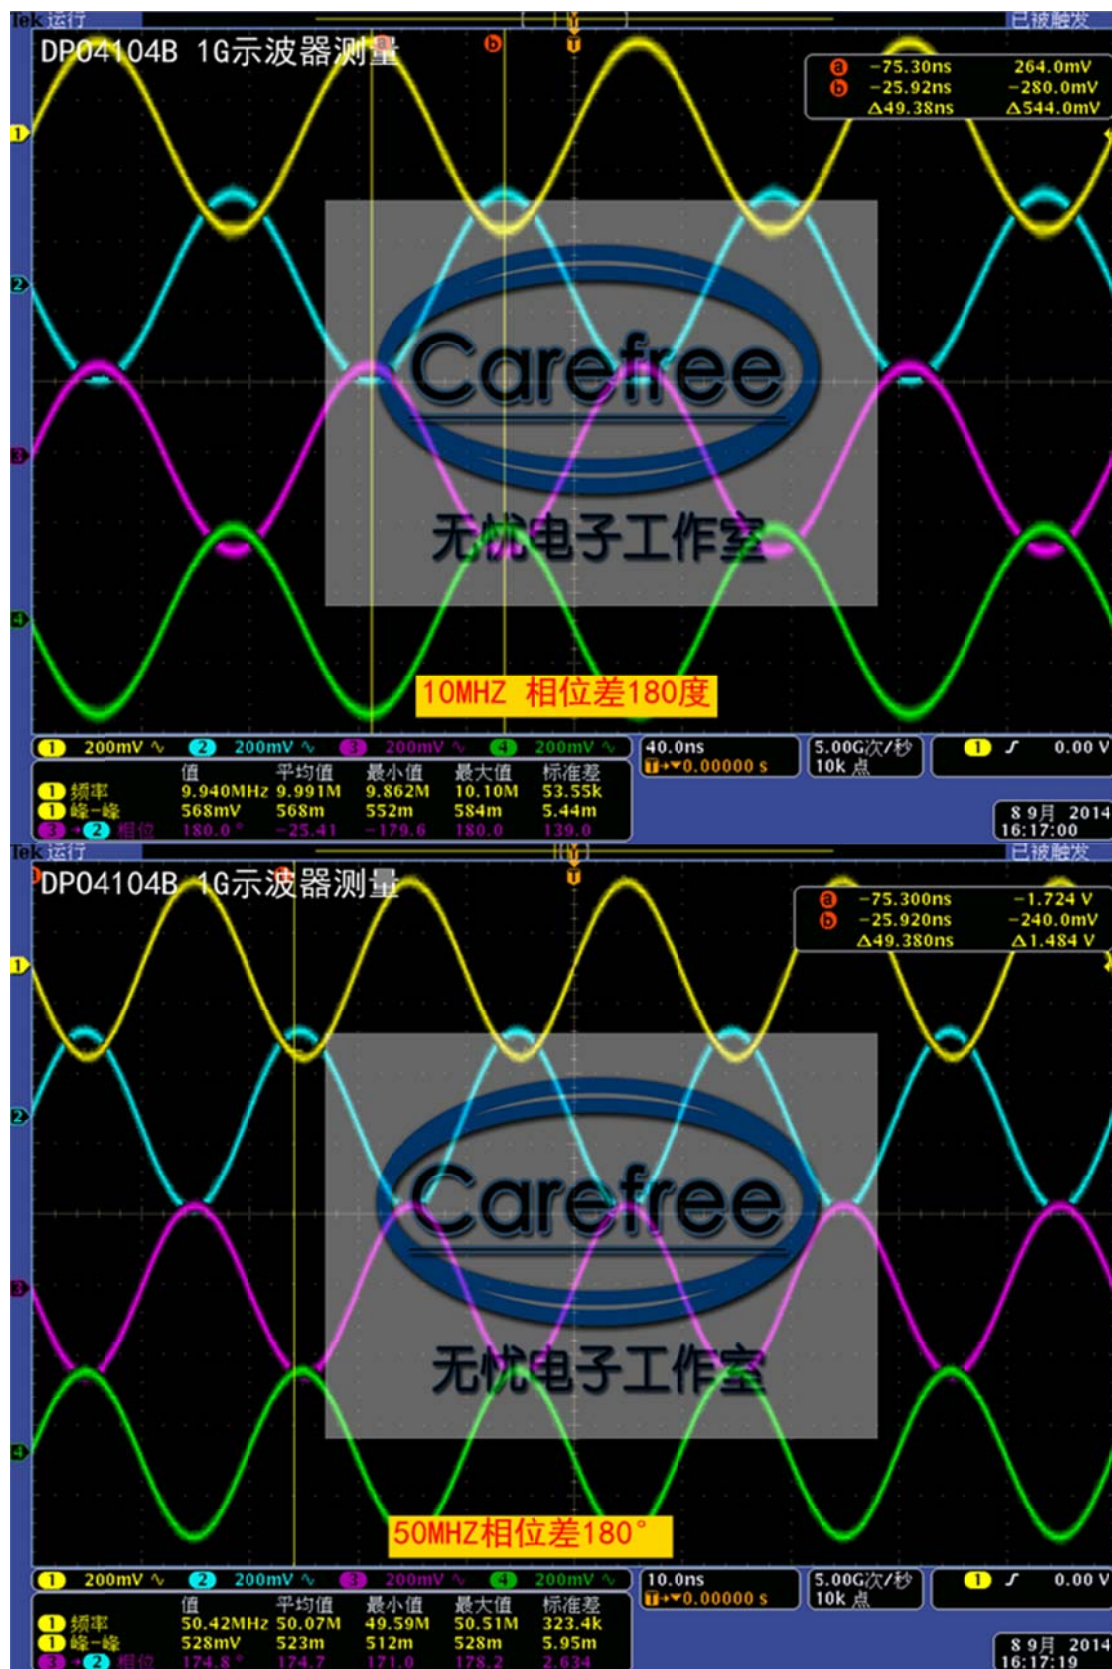 Tek 运行 已被触发
DPO4104B 1G示波器测量
a b
a -75.30ns 264.0mV
b -25.92ns -280.0mV
Δ49.38ns Δ544.0mV
1
2
Carefree
3
无忧电子工作室
4
10MHZ 相位差180度
1 200mV ∿ 2 200mV ∿ 3 200mV ∿ 4 200mV ∿ 40.0ns 5.00G次/秒 1 ʃ 0.00 V
T→▼0.00000 s 10k 点
值 平均值 最小值 最大值 标准差
1 频率 9.940MHz 9.991M 9.862M 10.10M 53.55k
1 峰-峰 568mV 568m 552m 584m 5.44m
3→2 相位 180.0° -25.41 -179.6 180.0 139.0
8 9月 2014
16:17:00
Tek 运行 已被触发
DPO4104B 1G示波器测量
a -75.300ns -1.724 V
b -25.920ns -240.0mV
Δ49.380ns Δ1.484 V
1
2
Carefree
3
无忧电子工作室
4
50MHZ相位差180°
1 200mV ∿ 2 200mV ∿ 3 200mV ∿ 4 200mV ∿ 10.0ns 5.00G次/秒 1 ʃ 0.00 V
T→▼0.00000 s 10k 点
值 平均值 最小值 最大值 标准差
1 频率 50.42MHz 50.07M 49.59M 50.51M 323.4k
1 峰-峰 528mV 523m 512m 528m 5.95m
3→2 相位 174.8° 174.7 171.0 178.2 2.634
8 9月 2014
16:17:19